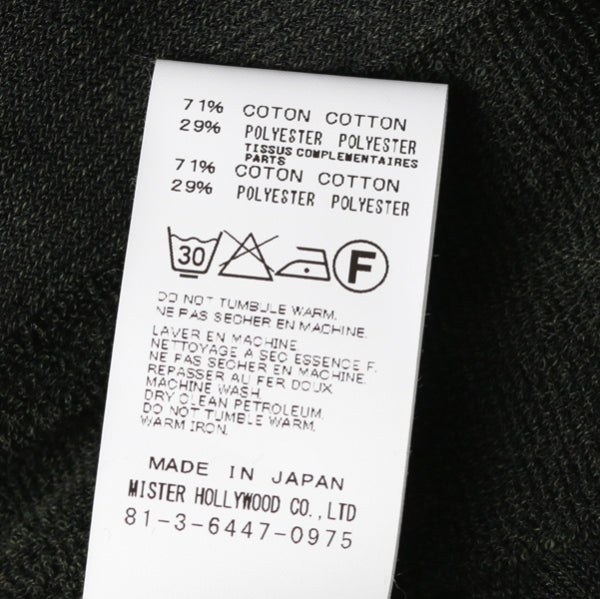 71% COTON COTTON
29% POLYESTER POLYESTER
TISSUS COMPLEMENTAIRES
PARTS
71% COTON COTTON
29% POLYESTER POLYESTER
30 F
DO NOT TUMBULE WARM.
NE PAS SECHER EN MACHINE.
LAVER EN MACHINE
NETTOYAGE A SEC ESSENCE F.
NE PAS SECHER EN MACHINE.
REPASSER AU FER DOUX
MACHINE WASH
DRY CLEAN PETROLEUM.
DO NOT TUMBLE WARM.
WARM IRON.
MADE IN JAPAN
MISTER HOLLYWOOD CO.,LTD
81-3-6447-0975